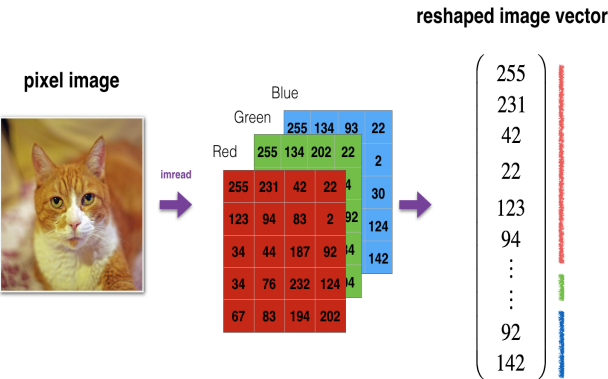 reshaped image vector
pixel image
imread
Blue
Green
Red
255 134 93 22
2
30
124
142
255 134 202 22
255 231 42 22
123 94 83 2
34 44 187 92
34 76 232 124
67 83 194 202
255
231
42
22
123
94
⋮
⋮
92
142